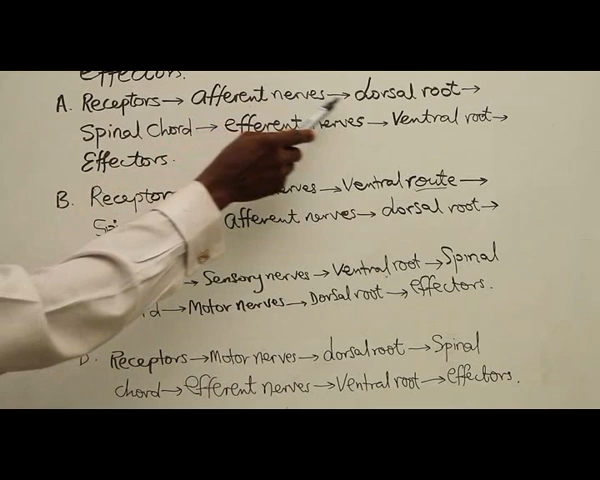 effectors.
A. Receptors → afferent nerves → dorsal root →
Spinal Chord → efferent nerves → Ventral root →
Effectors.
B. Receptor nerves → Ventral route →
afferent nerves → dorsal root →
→ Sensory nerves → Ventral root → Spinal
→ Motor nerves → Dorsal root → effectors.
D. Receptors → Motor nerves → dorsal root → Spinal
chord → efferent nerves → Ventral root → effectors.